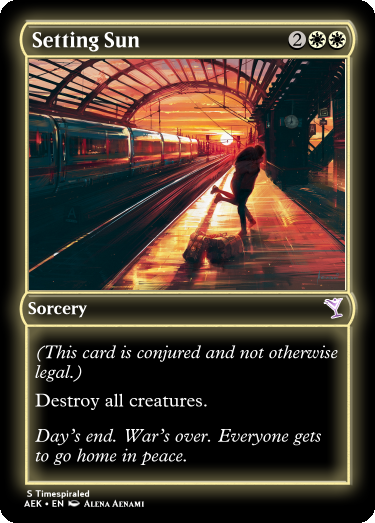 Setting Sun 2
Sorcery
(This card is conjured and not otherwise
legal.)
Destroy all creatures.
Day's end. War's over. Everyone gets
to go home in peace.
S Timespiraled
AEK • EN Alena Aenami